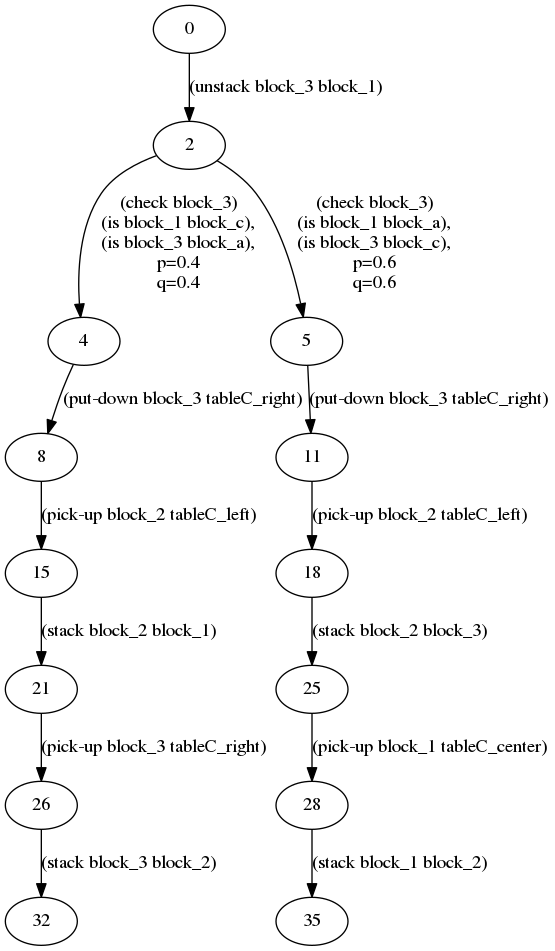 0
(unstack block_3 block_1)
2
(check block_3)
(is block_1 block_c),
(is block_3 block_a),
p=0.4
q=0.4
(check block_3)
(is block_1 block_a),
(is block_3 block_c),
p=0.6
q=0.6
4
5
(put-down block_3 tableC_right)
(put-down block_3 tableC_right)
8
11
(pick-up block_2 tableC_left)
(pick-up block_2 tableC_left)
15
18
(stack block_2 block_1)
(stack block_2 block_3)
21
25
(pick-up block_3 tableC_right)
(pick-up block_1 tableC_center)
26
28
(stack block_3 block_2)
(stack block_1 block_2)
32
35